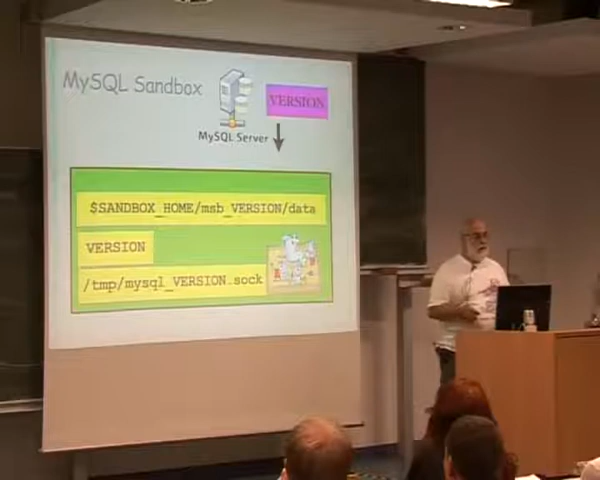 MySQL Sandbox
VERSION
MySQL Server
$SANDBOX_HOME/msb_VERSION/data
VERSION
/tmp/mysql_VERSION.sock